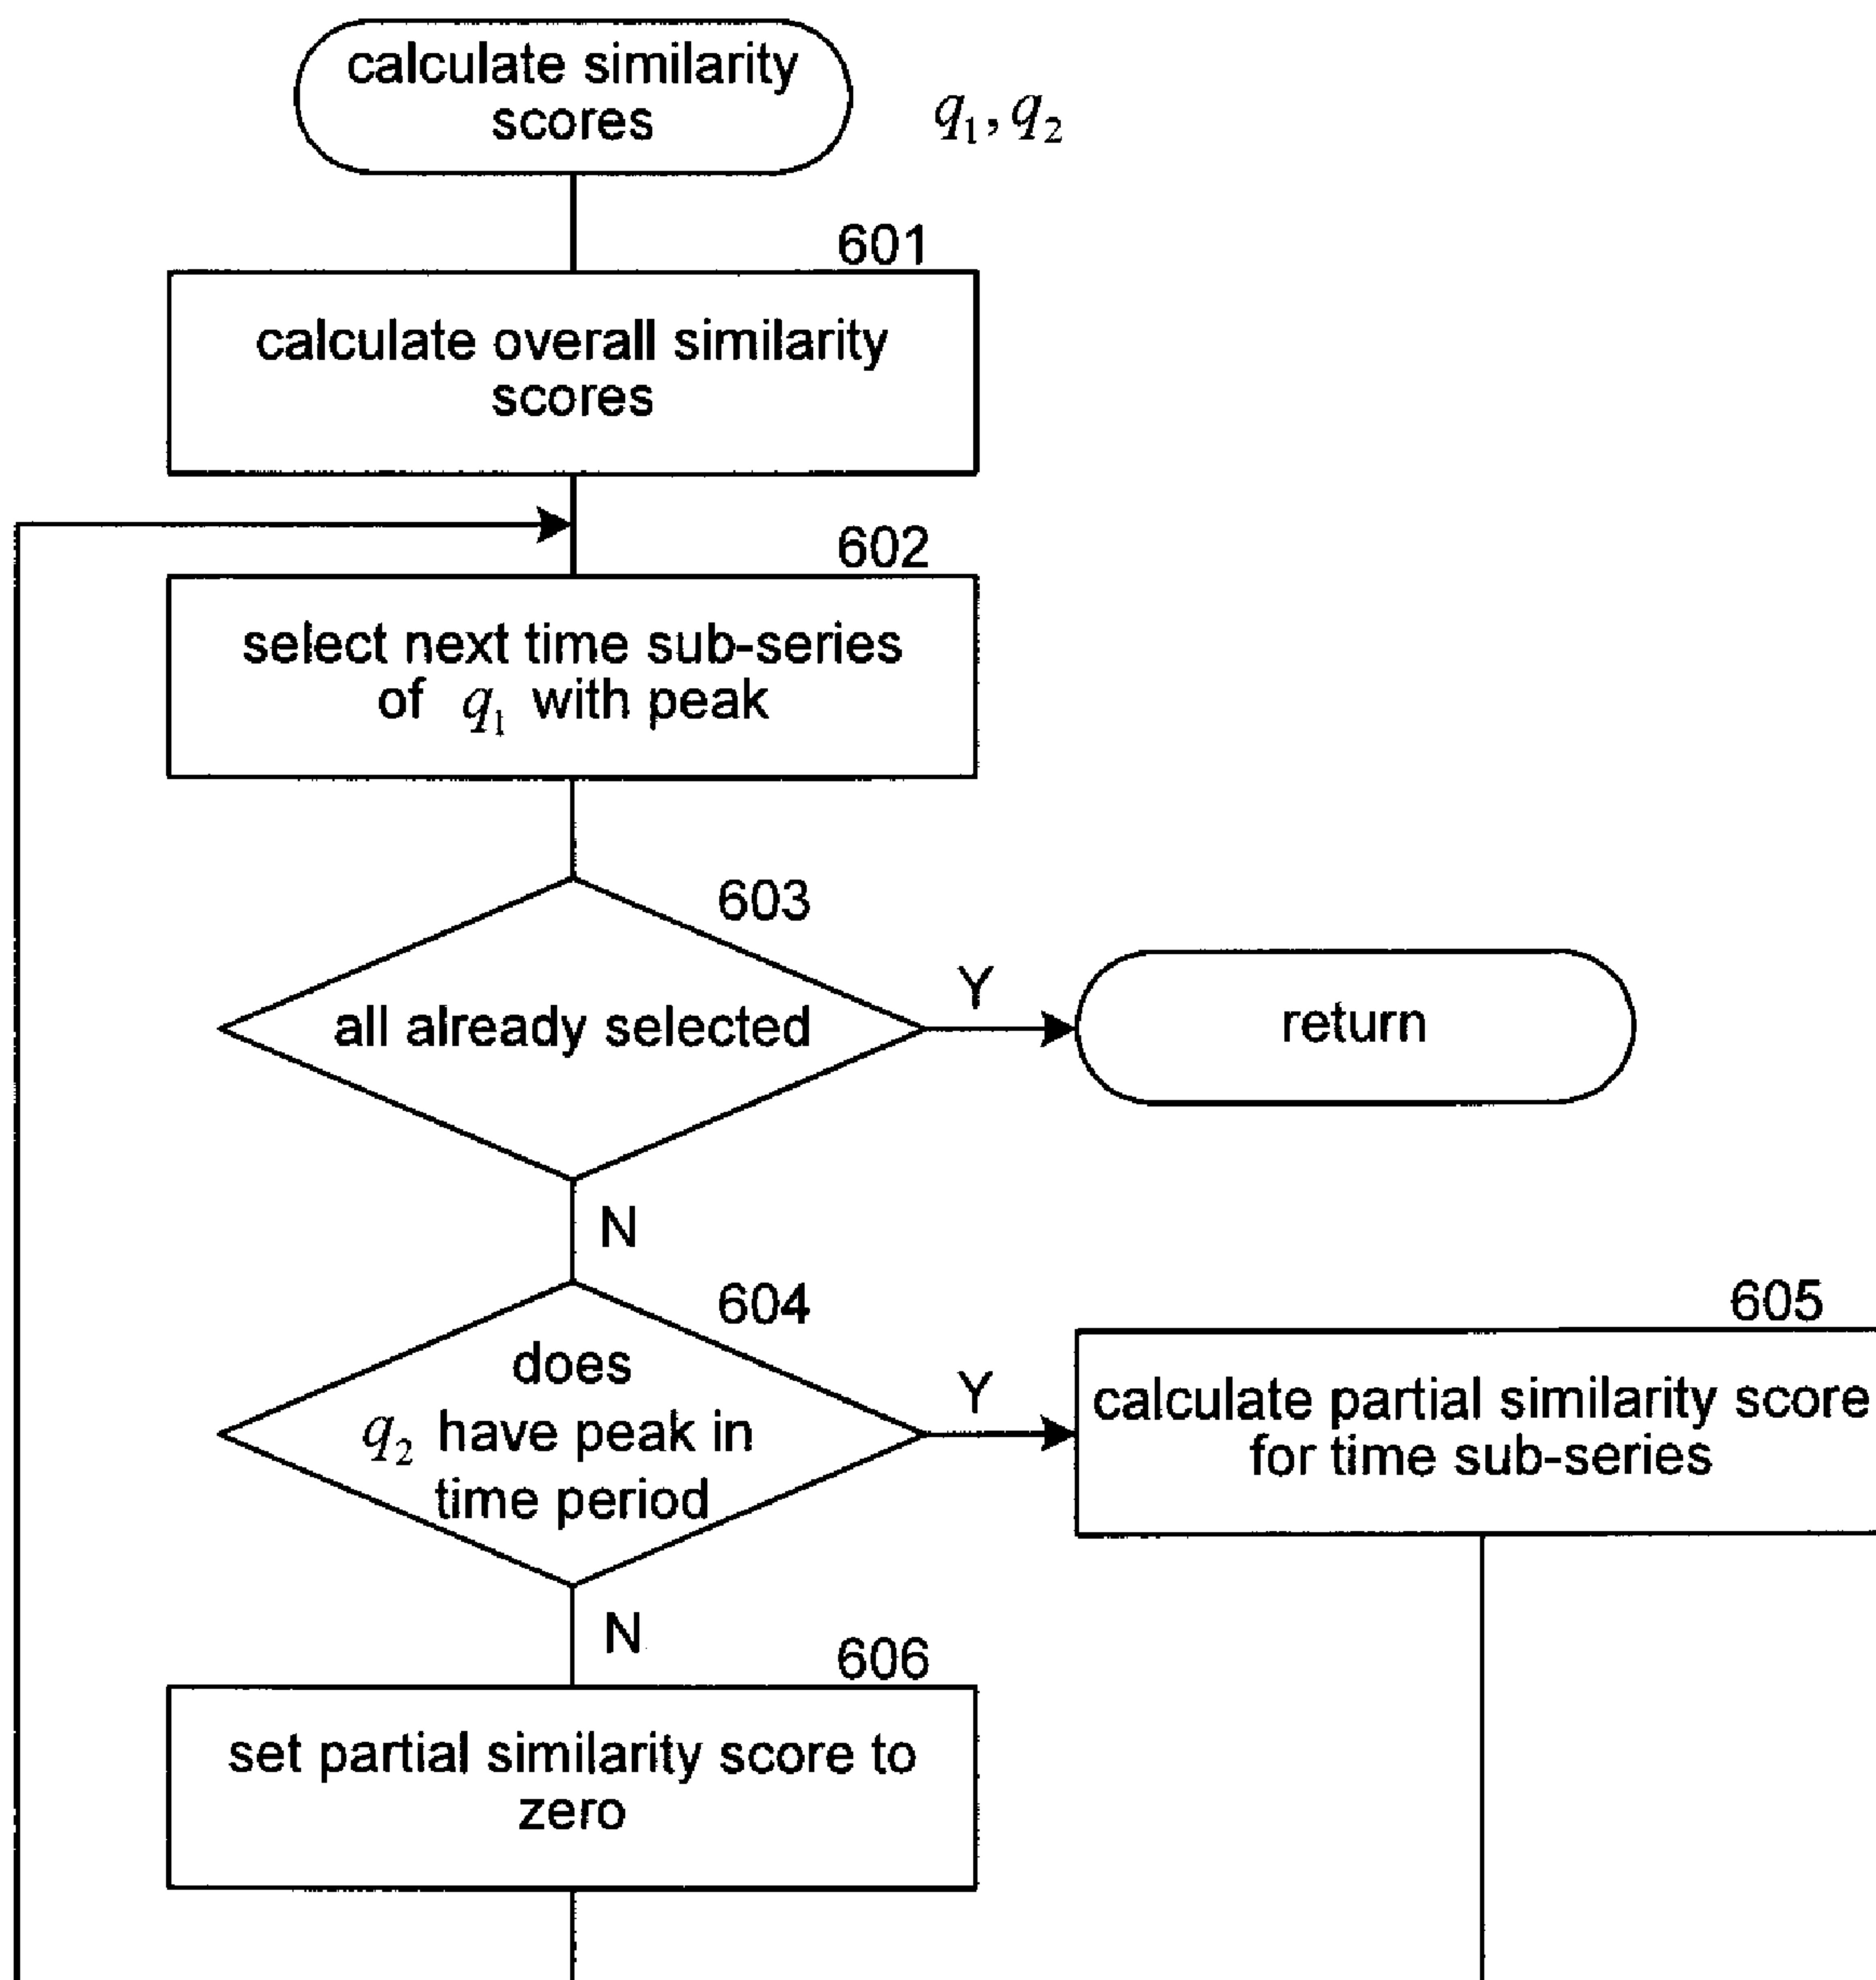 calculate similarity
scores
q₁, q₂
601
calculate overall similarity
scores
602
select next time sub-series
of q₁ with peak
603
all already selected
Y
return
N
604
does
q₂ have peak in
time period
Y
605
calculate partial similarity score
for time sub-series
N
606
set partial similarity score to
zero